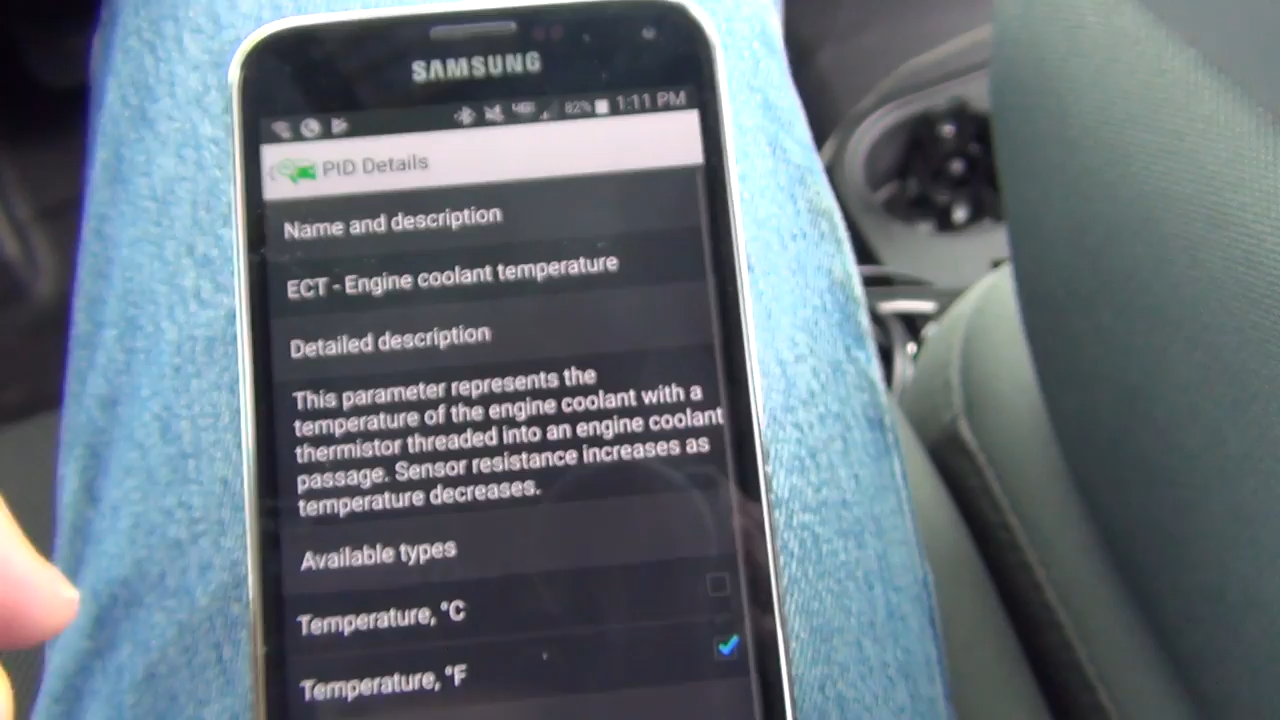 SAMSUNG
82% 1:11 PM
PID Details
Name and description
ECT - Engine coolant temperature
Detailed description
This parameter represents the
temperature of the engine coolant with a
thermistor threaded into an engine coolant
passage. Sensor resistance increases as
temperature decreases.
Available types
Temperature, °C
Temperature, °F